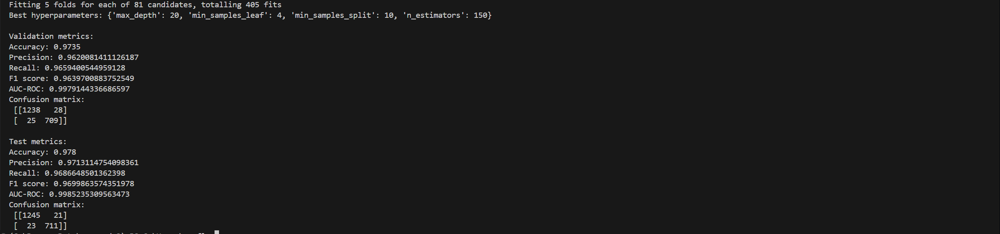 Fitting 5 folds for each of 81 candidates, totalling 405 fits
Best hyperparameters: {'max_depth': 20, 'min_samples_leaf': 4, 'min_samples_split': 10, 'n_estimators': 150}
Validation metrics:
Accuracy: 0.9735
Precision: 0.9620081411126187
Recall: 0.9659400544959128
F1 score: 0.9639700883752549
AUC-ROC: 0.9979144336686597
Confusion matrix:
[[1238   28]
[  25  709]]
Test metrics:
Accuracy: 0.978
Precision: 0.9713114754098361
Recall: 0.9686648501362398
F1 score: 0.9699863574351978
AUC-ROC: 0.9985235309563473
Confusion matrix:
[[1245   21]
[  23  711]]